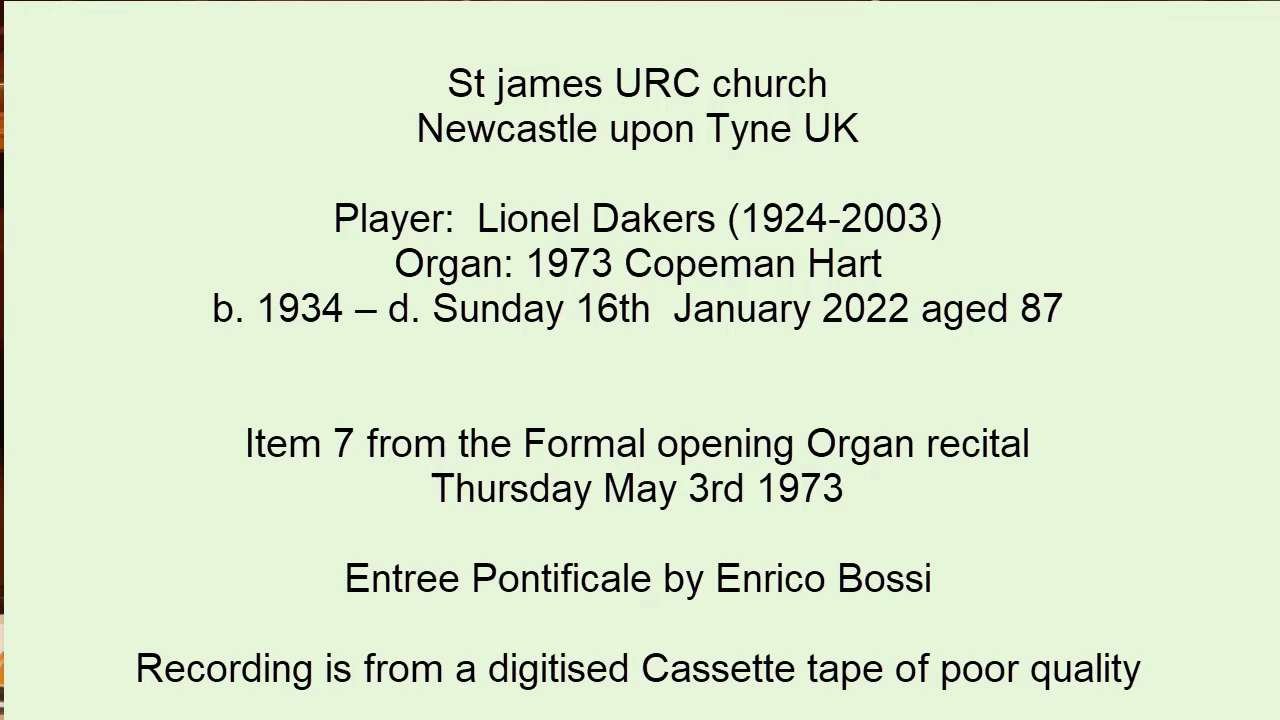 St james URC church
Newcastle upon Tyne UK
Player:  Lionel Dakers (1924-2003)
Organ: 1973 Copeman Hart
b. 1934 – d. Sunday 16th  January 2022 aged 87
Item 7 from the Formal opening Organ recital
Thursday May 3rd 1973
Entree Pontificale by Enrico Bossi
Recording is from a digitised Cassette tape of poor quality